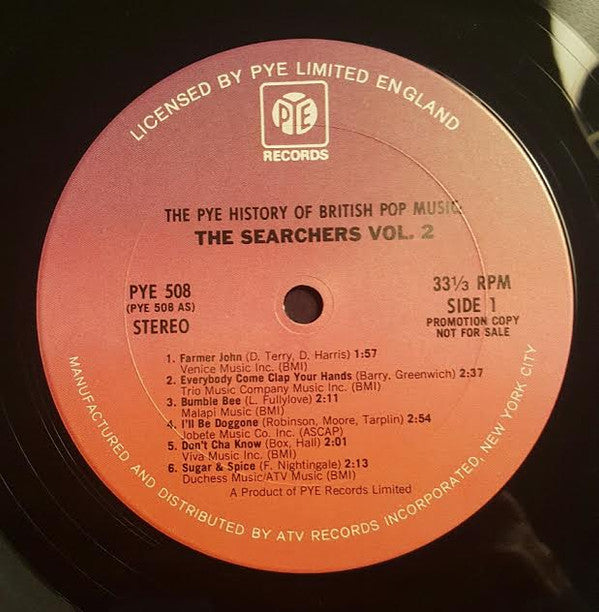 LICENSED BY PYE LIMITED ENGLAND
PYE
RECORDS
THE PYE HISTORY OF BRITISH POP MUSIC
THE SEARCHERS VOL. 2
PYE 508
(PYE 508 AS)
STEREO
33⅓ RPM
SIDE 1
PROMOTION COPY
NOT FOR SALE
1. Farmer John (D. Terry, D. Harris) 1:57
Venice Music Inc. (BMI)
2. Everybody Come Clap Your Hands (Barry, Greenwich) 2:37
Trio Music Company Music Inc. (BMI)
3. Bumble Bee (L. Fullylove) 2:11
Malapi Music (BMI)
4. I'll Be Doggone (Robinson, Moore, Tarplin) 2:54
Jobete Music Co. Inc. (ASCAP)
5. Don't Cha Know (Box, Hall) 2:01
Viva Music Inc. (BMI)
6. Sugar & Spice (F. Nightingale) 2:13
Duchess Music/ATV Music (BMI)
A Product of PYE Records Limited
MANUFACTURED AND DISTRIBUTED BY ATV RECORDS INCORPORATED, NEW YORK CITY